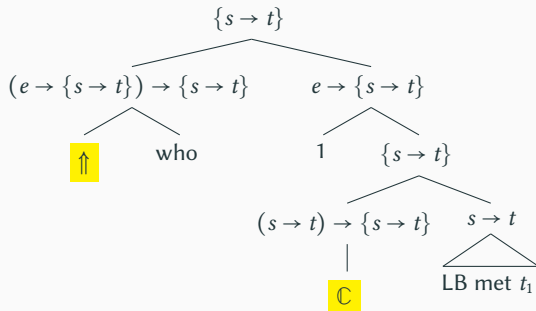 {s → t}
(e → {s → t}) → {s → t} e → {s → t}
⇑ who 1 {s → t}
(s → t) → {s → t} s → t
ℂ LB met t₁